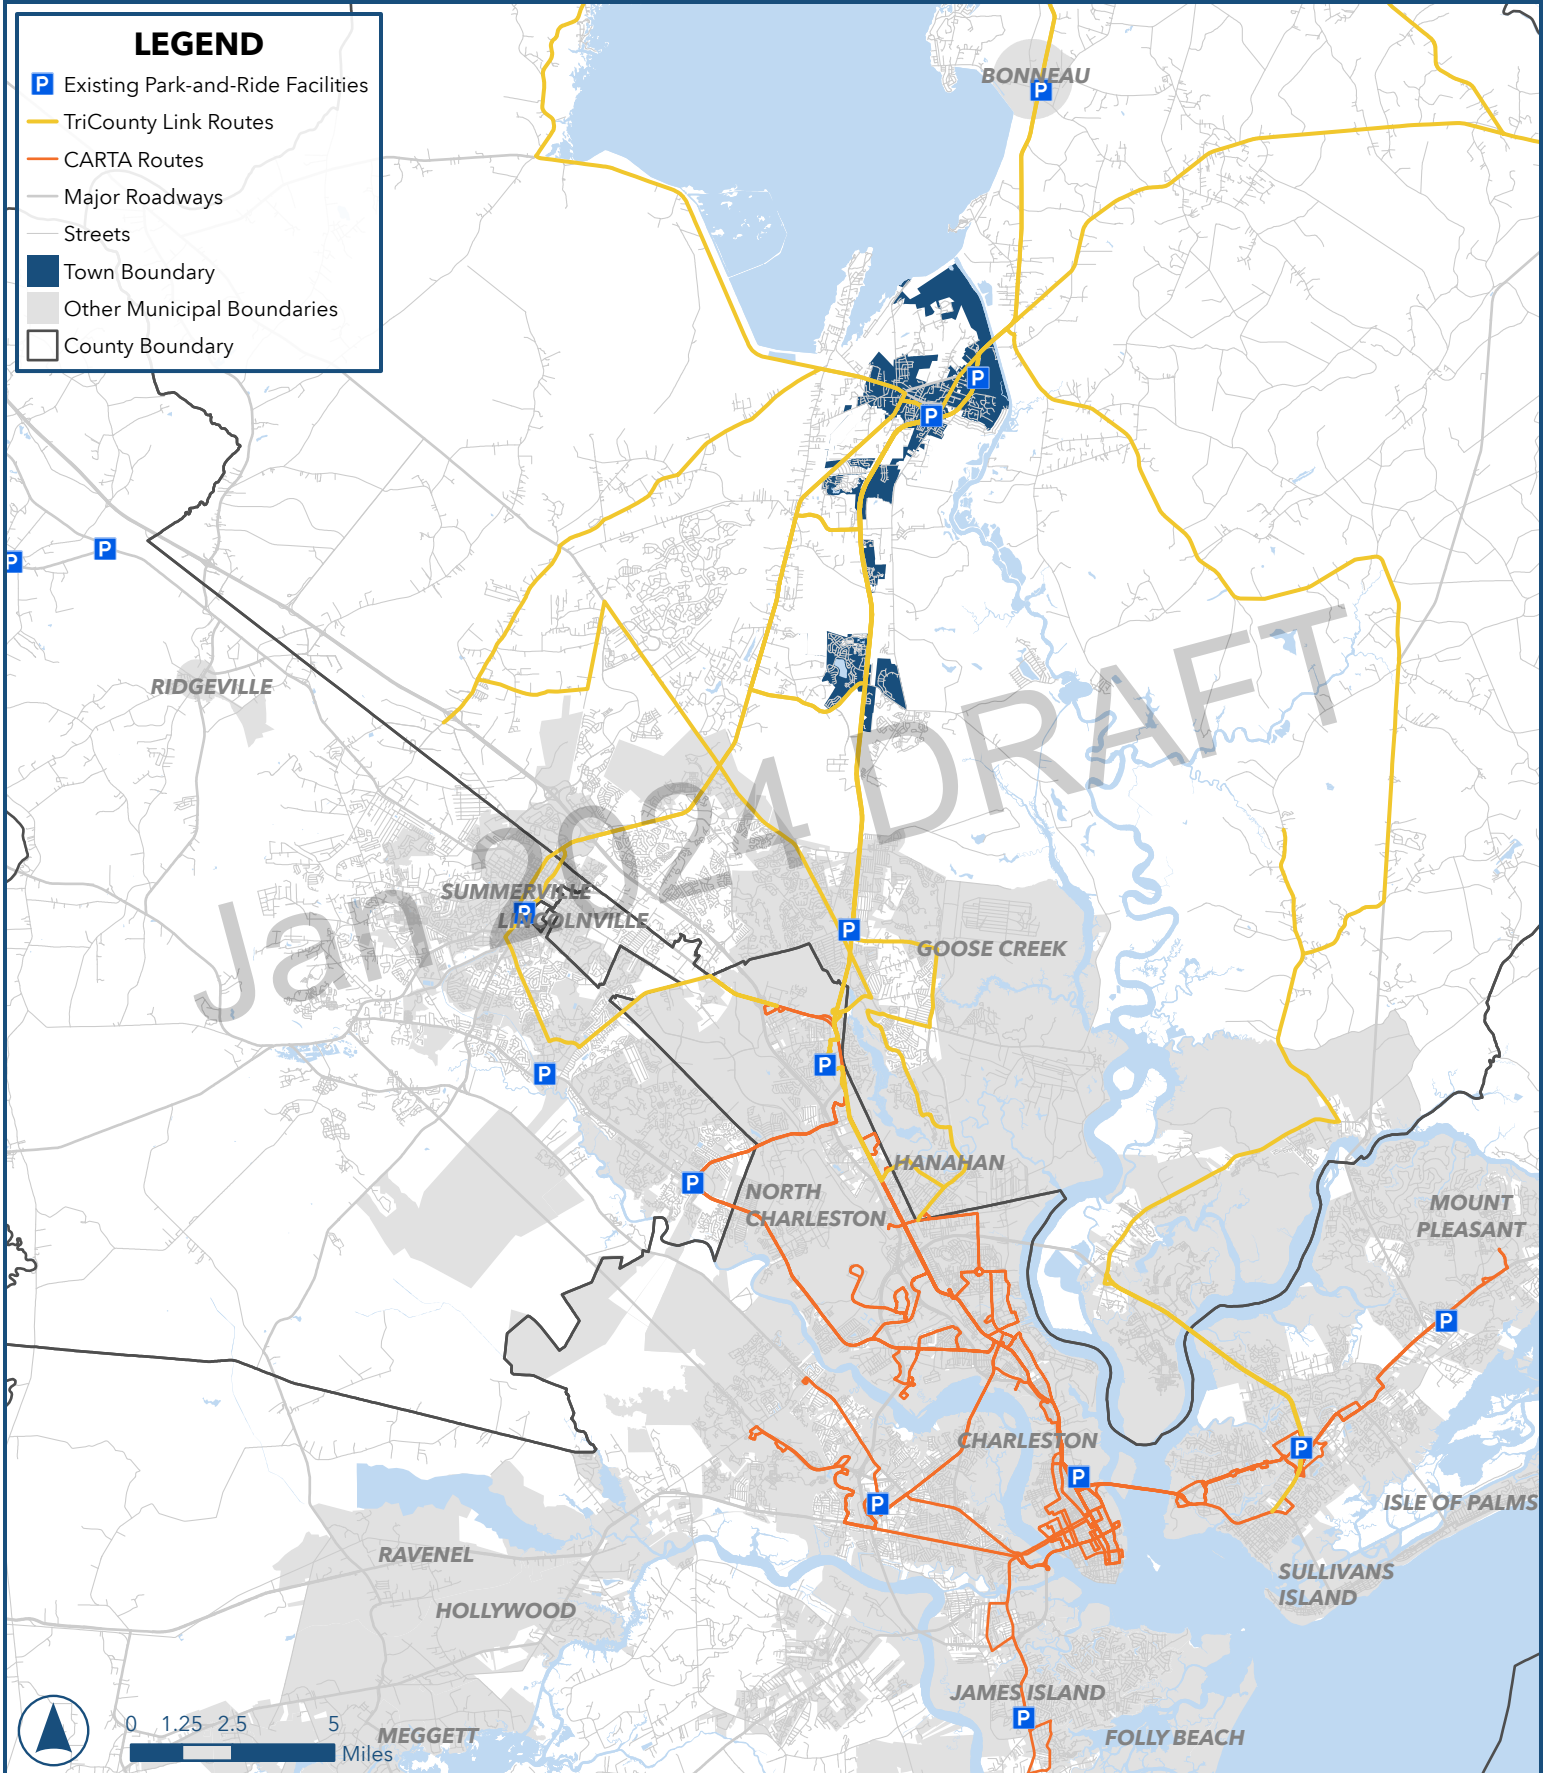 LEGEND
P Existing Park-and-Ride Facilities
TriCounty Link Routes
CARTA Routes
Major Roadways
Streets
Town Boundary
Other Municipal Boundaries
County Boundary
BONNEAU
P
P
P
P
P
RIDGEVILLE
Jan 2024 DRAFT
SUMMERVILLE
P
LINCOLNVILLE
P
GOOSE CREEK
P
P
HANAHAN
P
NORTH
CHARLESTON
MOUNT
PLEASANT
P
CHARLESTON
P
P
P
ISLE OF PALMS
RAVENEL
SULLIVANS
ISLAND
HOLLYWOOD
JAMES ISLAND
P
FOLLY BEACH
MEGGETT
0 1.25 2.5 5
Miles